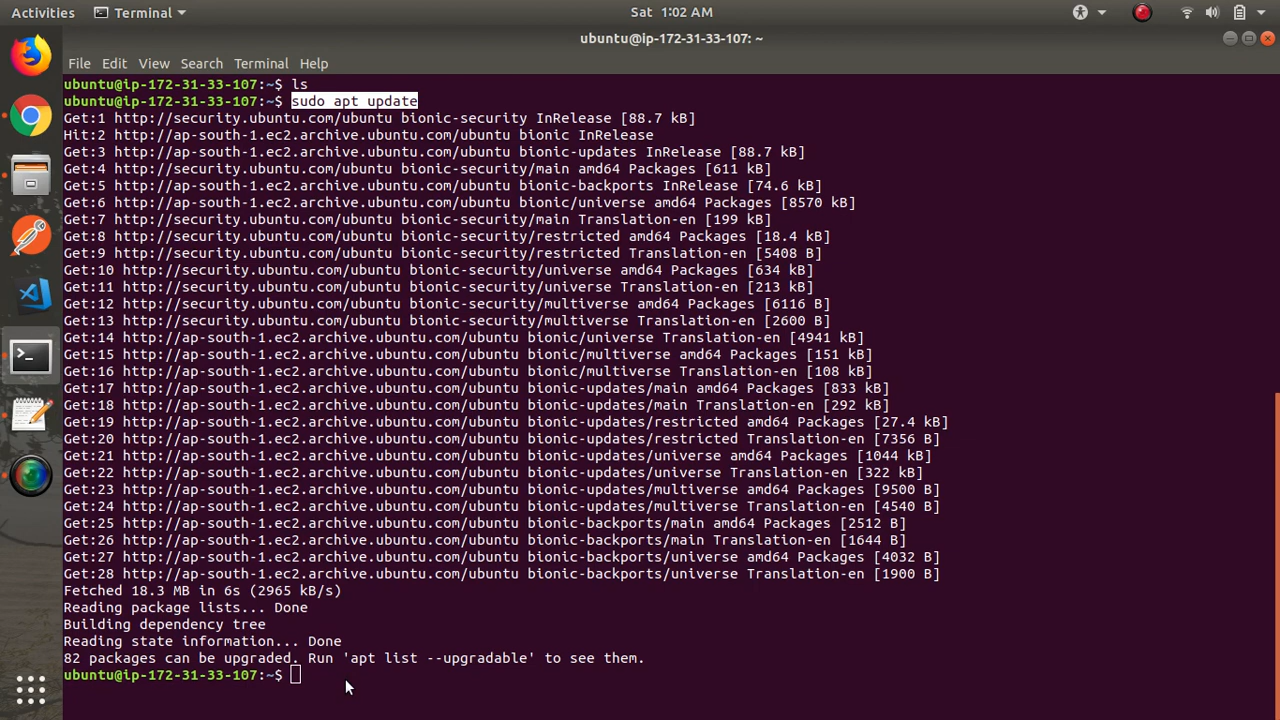 Activities Terminal Sat 1:02 AM
ubuntu@ip-172-31-33-107: ~
File Edit View Search Terminal Help
ubuntu@ip-172-31-33-107:~$ ls
ubuntu@ip-172-31-33-107:~$ sudo apt update
Get:1 http://security.ubuntu.com/ubuntu bionic-security InRelease [88.7 kB]
Hit:2 http://ap-south-1.ec2.archive.ubuntu.com/ubuntu bionic InRelease
Get:3 http://ap-south-1.ec2.archive.ubuntu.com/ubuntu bionic-updates InRelease [88.7 kB]
Get:4 http://security.ubuntu.com/ubuntu bionic-security/main amd64 Packages [611 kB]
Get:5 http://ap-south-1.ec2.archive.ubuntu.com/ubuntu bionic-backports InRelease [74.6 kB]
Get:6 http://ap-south-1.ec2.archive.ubuntu.com/ubuntu bionic/universe amd64 Packages [8570 kB]
Get:7 http://security.ubuntu.com/ubuntu bionic-security/main Translation-en [199 kB]
Get:8 http://security.ubuntu.com/ubuntu bionic-security/restricted amd64 Packages [18.4 kB]
Get:9 http://security.ubuntu.com/ubuntu bionic-security/restricted Translation-en [5408 B]
Get:10 http://security.ubuntu.com/ubuntu bionic-security/universe amd64 Packages [634 kB]
Get:11 http://security.ubuntu.com/ubuntu bionic-security/universe Translation-en [213 kB]
Get:12 http://security.ubuntu.com/ubuntu bionic-security/multiverse amd64 Packages [6116 B]
Get:13 http://security.ubuntu.com/ubuntu bionic-security/multiverse Translation-en [2600 B]
Get:14 http://ap-south-1.ec2.archive.ubuntu.com/ubuntu bionic/universe Translation-en [4941 kB]
Get:15 http://ap-south-1.ec2.archive.ubuntu.com/ubuntu bionic/multiverse amd64 Packages [151 kB]
Get:16 http://ap-south-1.ec2.archive.ubuntu.com/ubuntu bionic/multiverse Translation-en [108 kB]
Get:17 http://ap-south-1.ec2.archive.ubuntu.com/ubuntu bionic-updates/main amd64 Packages [833 kB]
Get:18 http://ap-south-1.ec2.archive.ubuntu.com/ubuntu bionic-updates/main Translation-en [292 kB]
Get:19 http://ap-south-1.ec2.archive.ubuntu.com/ubuntu bionic-updates/restricted amd64 Packages [27.4 kB]
Get:20 http://ap-south-1.ec2.archive.ubuntu.com/ubuntu bionic-updates/restricted Translation-en [7356 B]
Get:21 http://ap-south-1.ec2.archive.ubuntu.com/ubuntu bionic-updates/universe amd64 Packages [1044 kB]
Get:22 http://ap-south-1.ec2.archive.ubuntu.com/ubuntu bionic-updates/universe Translation-en [322 kB]
Get:23 http://ap-south-1.ec2.archive.ubuntu.com/ubuntu bionic-updates/multiverse amd64 Packages [9500 B]
Get:24 http://ap-south-1.ec2.archive.ubuntu.com/ubuntu bionic-updates/multiverse Translation-en [4540 B]
Get:25 http://ap-south-1.ec2.archive.ubuntu.com/ubuntu bionic-backports/main amd64 Packages [2512 B]
Get:26 http://ap-south-1.ec2.archive.ubuntu.com/ubuntu bionic-backports/main Translation-en [1644 B]
Get:27 http://ap-south-1.ec2.archive.ubuntu.com/ubuntu bionic-backports/universe amd64 Packages [4032 B]
Get:28 http://ap-south-1.ec2.archive.ubuntu.com/ubuntu bionic-backports/universe Translation-en [1900 B]
Fetched 18.3 MB in 6s (2965 kB/s)
Reading package lists... Done
Building dependency tree
Reading state information... Done
82 packages can be upgraded. Run 'apt list --upgradable' to see them.
ubuntu@ip-172-31-33-107:~$